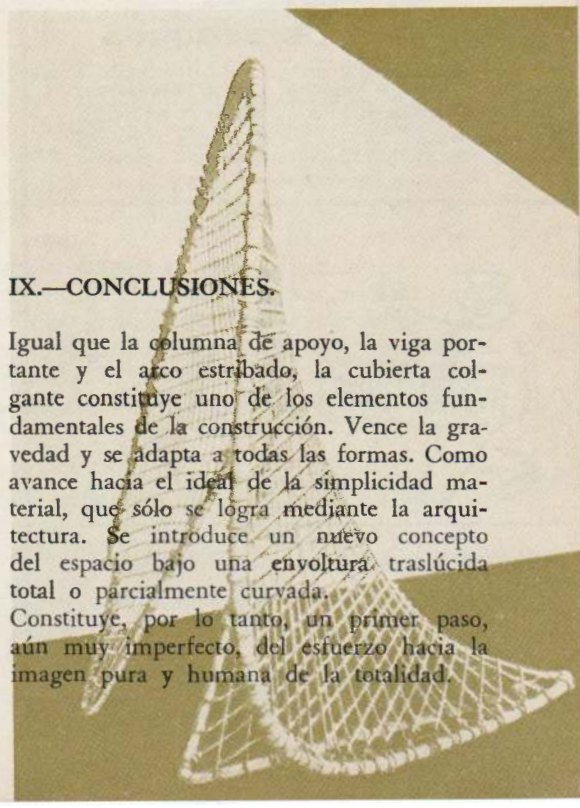 IX.—CONCLUSIONES.
Igual que la columna de apoyo, la viga por-
tante y el arco estribado, la cubierta col-
gante constituye uno de los elementos fun-
damentales de la construcción. Vence la gra-
vedad y se adapta a todas las formas. Como
avance hacia el ideal de la simplicidad ma-
terial, que sólo se logra mediante la arqui-
tectura. Se introduce un nuevo concepto
del espacio bajo una envoltura traslúcida
total o parcialmente curvada.
Constituye, por lo tanto, un primer paso,
aún muy imperfecto, del esfuerzo hacia la
imagen pura y humana de la totalidad.